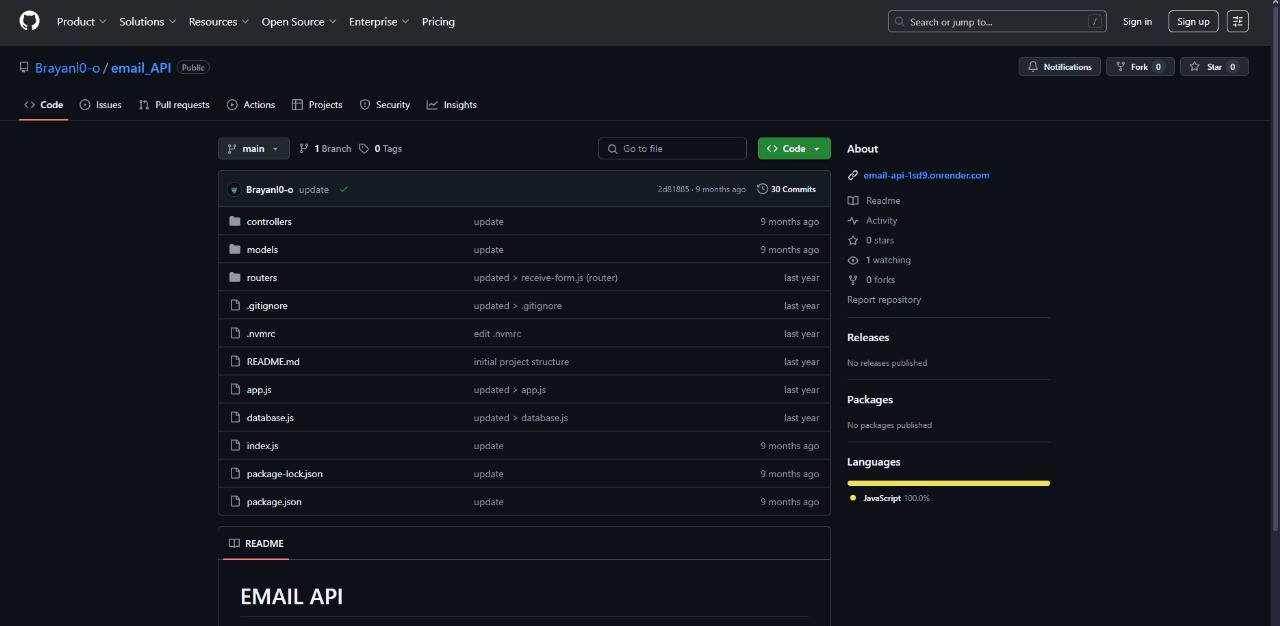 Product Solutions Resources Open Source Enterprise Pricing Search or jump to... / Sign in Sign up
Brayanl0-o / email_API Public Notifications Fork 0 Star 0
Code Issues Pull requests Actions Projects Security Insights
main 1 Branch 0 Tags Go to file Code
Brayanl0-o update 2d81885 · 9 months ago 30 Commits
controllers update 9 months ago
models update 9 months ago
routers updated > receive-form.js (router) last year
.gitignore updated > .gitignore last year
.nvmrc edit .nvmrc last year
README.md initial project structure last year
app.js updated > app.js last year
database.js updated > database.js last year
index.js update 9 months ago
package-lock.json update 9 months ago
package.json update 9 months ago
README
EMAIL API
About
email-api-1sd9.onrender.com
Readme
Activity
0 stars
1 watching
0 forks
Report repository
Releases
No releases published
Packages
No packages published
Languages
JavaScript 100.0%